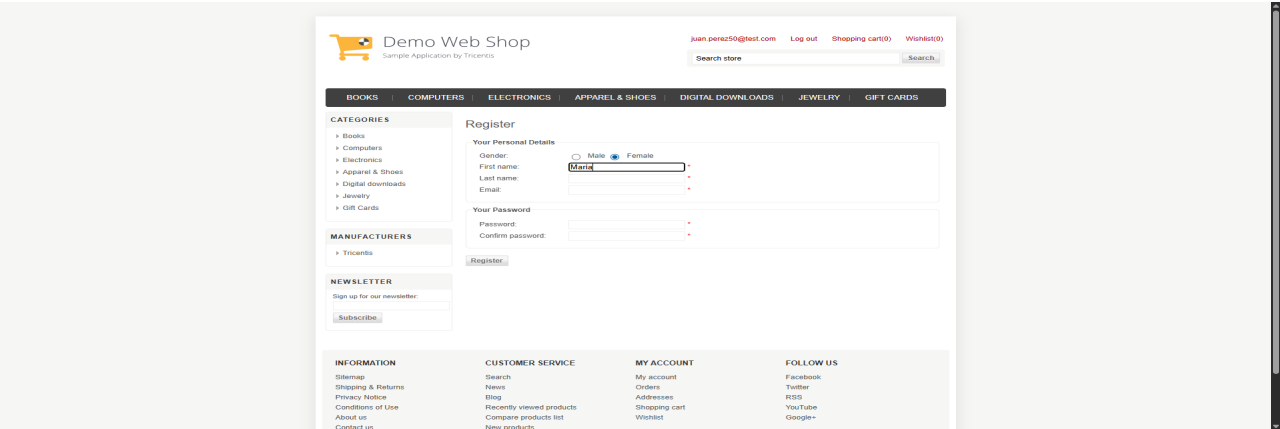 Demo Web Shop
Sample Application by Tricentis
juan.perez50@test.com Log out Shopping cart(0) Wishlist(0)
Search store Search
BOOKS COMPUTERS ELECTRONICS APPAREL & SHOES DIGITAL DOWNLOADS JEWELRY GIFT CARDS
CATEGORIES
Books
Computers
Electronics
Apparel & Shoes
Digital downloads
Jewelry
Gift Cards
MANUFACTURERS
Tricentis
NEWSLETTER
Sign up for our newsletter:
Subscribe
Register
Your Personal Details
Gender: Male Female
First name: Maria *
Last name: *
Email: *
Your Password
Password: *
Confirm password: *
Register
INFORMATION
Sitemap
Shipping & Returns
Privacy Notice
Conditions of Use
About us
Contact us
CUSTOMER SERVICE
Search
News
Blog
Recently viewed products
Compare products list
New products
MY ACCOUNT
My account
Orders
Addresses
Shopping cart
Wishlist
FOLLOW US
Facebook
Twitter
RSS
YouTube
Google+